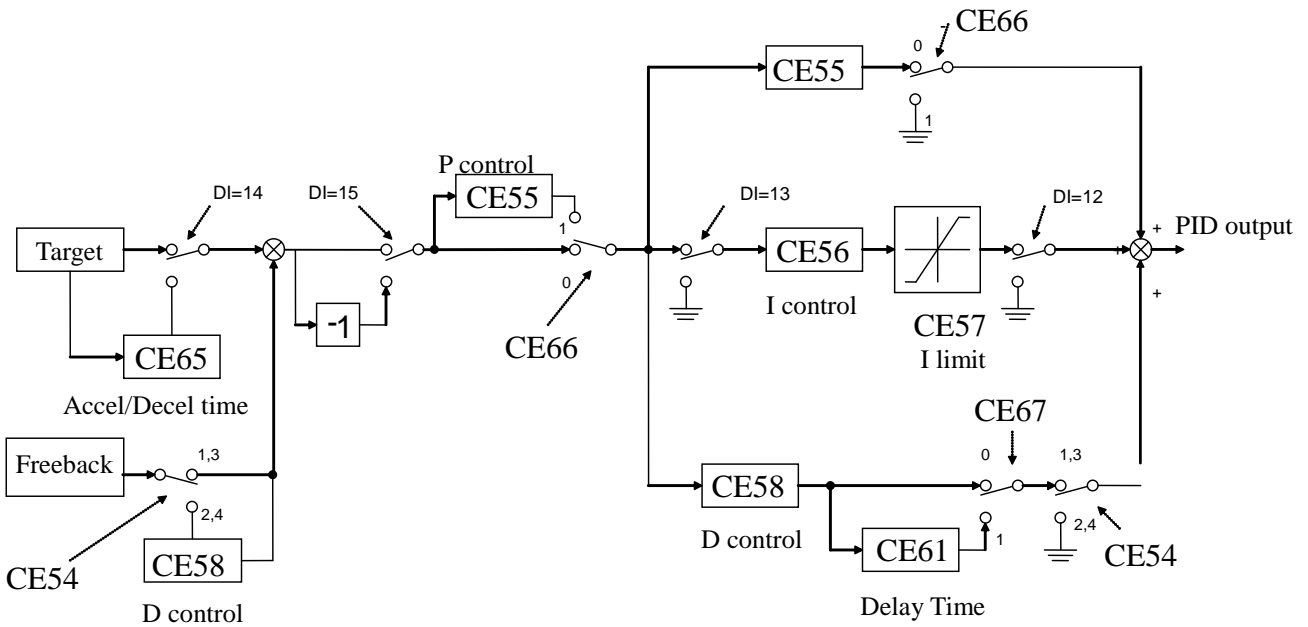 0
CE66
CE55
1
P control
DI=14
DI=15
CE55
1
DI=13
DI=12
Target
CE56
+
PID output
+
+
0
I control
-1
CE57
CE66
I limit
CE65
Accel/Decel time
CE67
Freeback
1,3
0
1,3
CE58
2,4
D control
1
2,4
CE54
CE58
CE61
CE54
D control
Delay Time